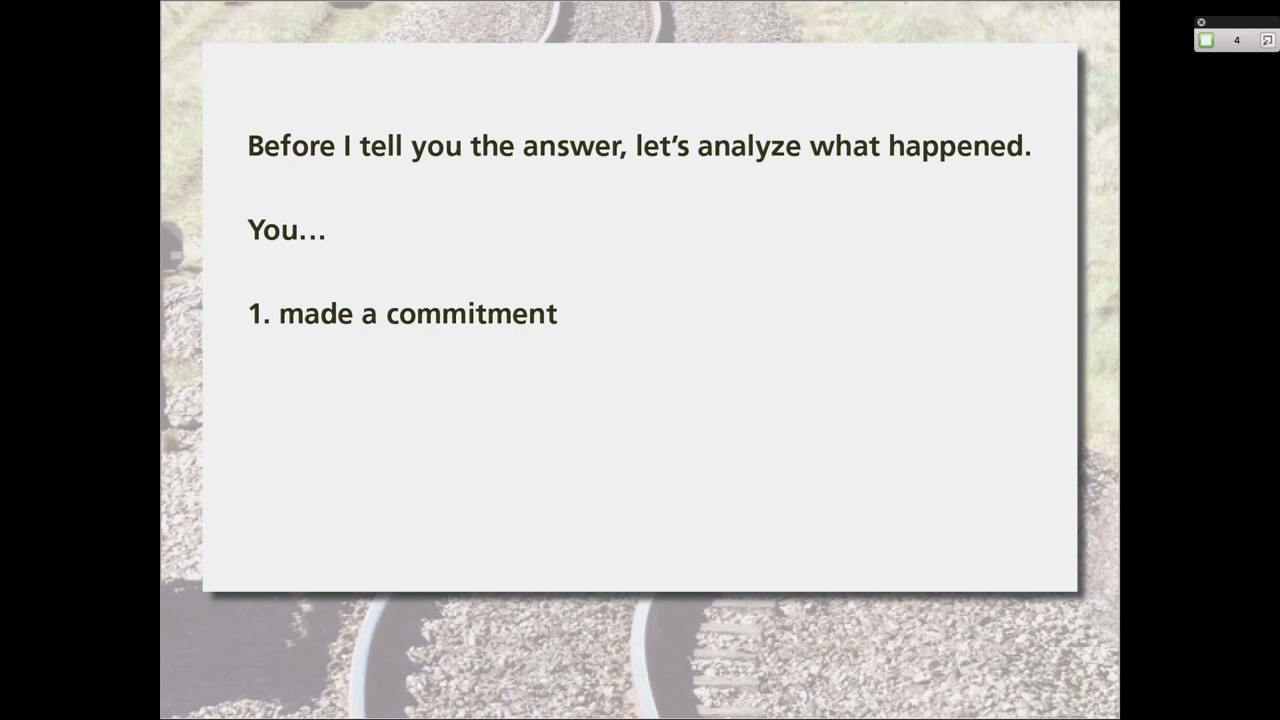 4
Before I tell you the answer, let’s analyze what happened.
You…
1. made a commitment